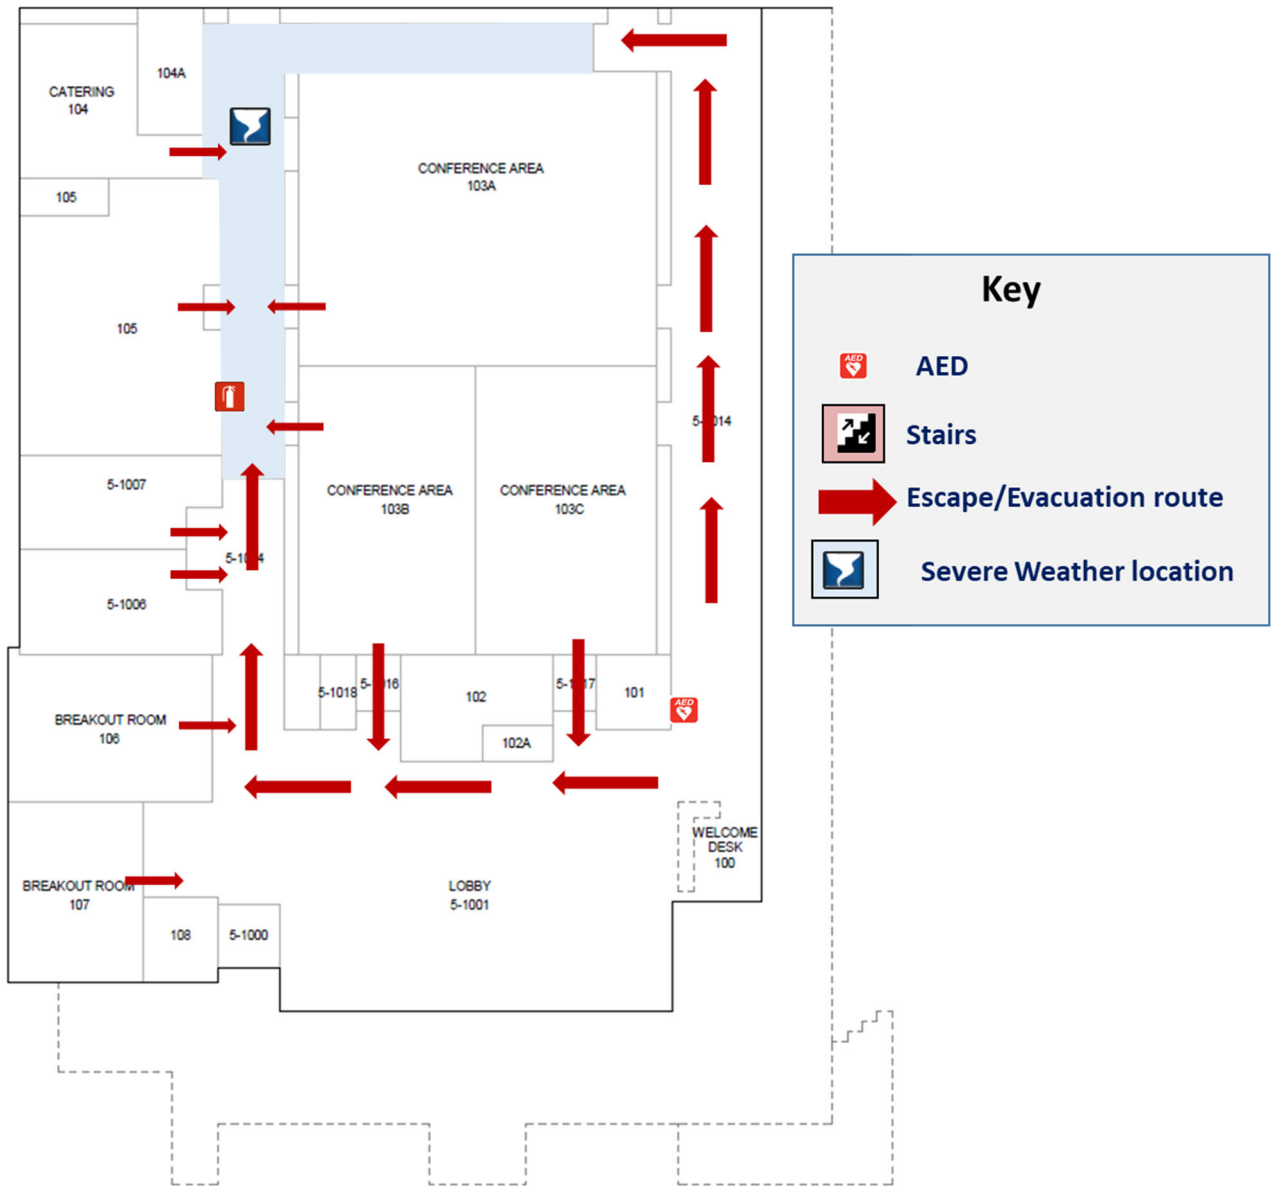 104A
CATERING
104
105
CONFERENCE AREA
103A
105
5-1007
5-1006
CONFERENCE AREA
103B
CONFERENCE AREA
103C
BREAKOUT ROOM
106
5-1018
102
102A
101
AED
WELCOME
DESK
100
BREAKOUT ROOM
107
108
5-1000
LOBBY
5-1001
Key
AED
AED
Stairs
Escape/Evacuation route
Severe Weather location